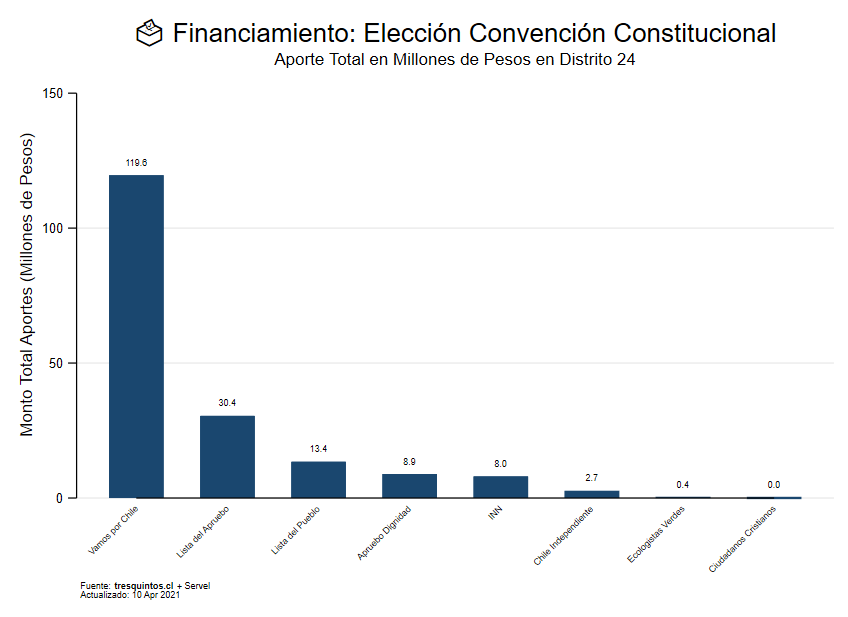 Financiamiento: Elección Convención Constitucional
Aporte Total en Millones de Pesos en Distrito 24
Monto Total Aportes (Millones de Pesos)
150
100
50
0
119.6
30.4
13.4
8.9
8.0
2.7
0.4
0.0
Vamos por Chile
Lista del Apruebo
Lista del Pueblo
Apruebo Dignidad
INN
Chile Independiente
Ecologistas Verdes
Ciudadanos Cristianos
Fuente: tresquintos.cl + Servel
Actualizado: 10 Apr 2021